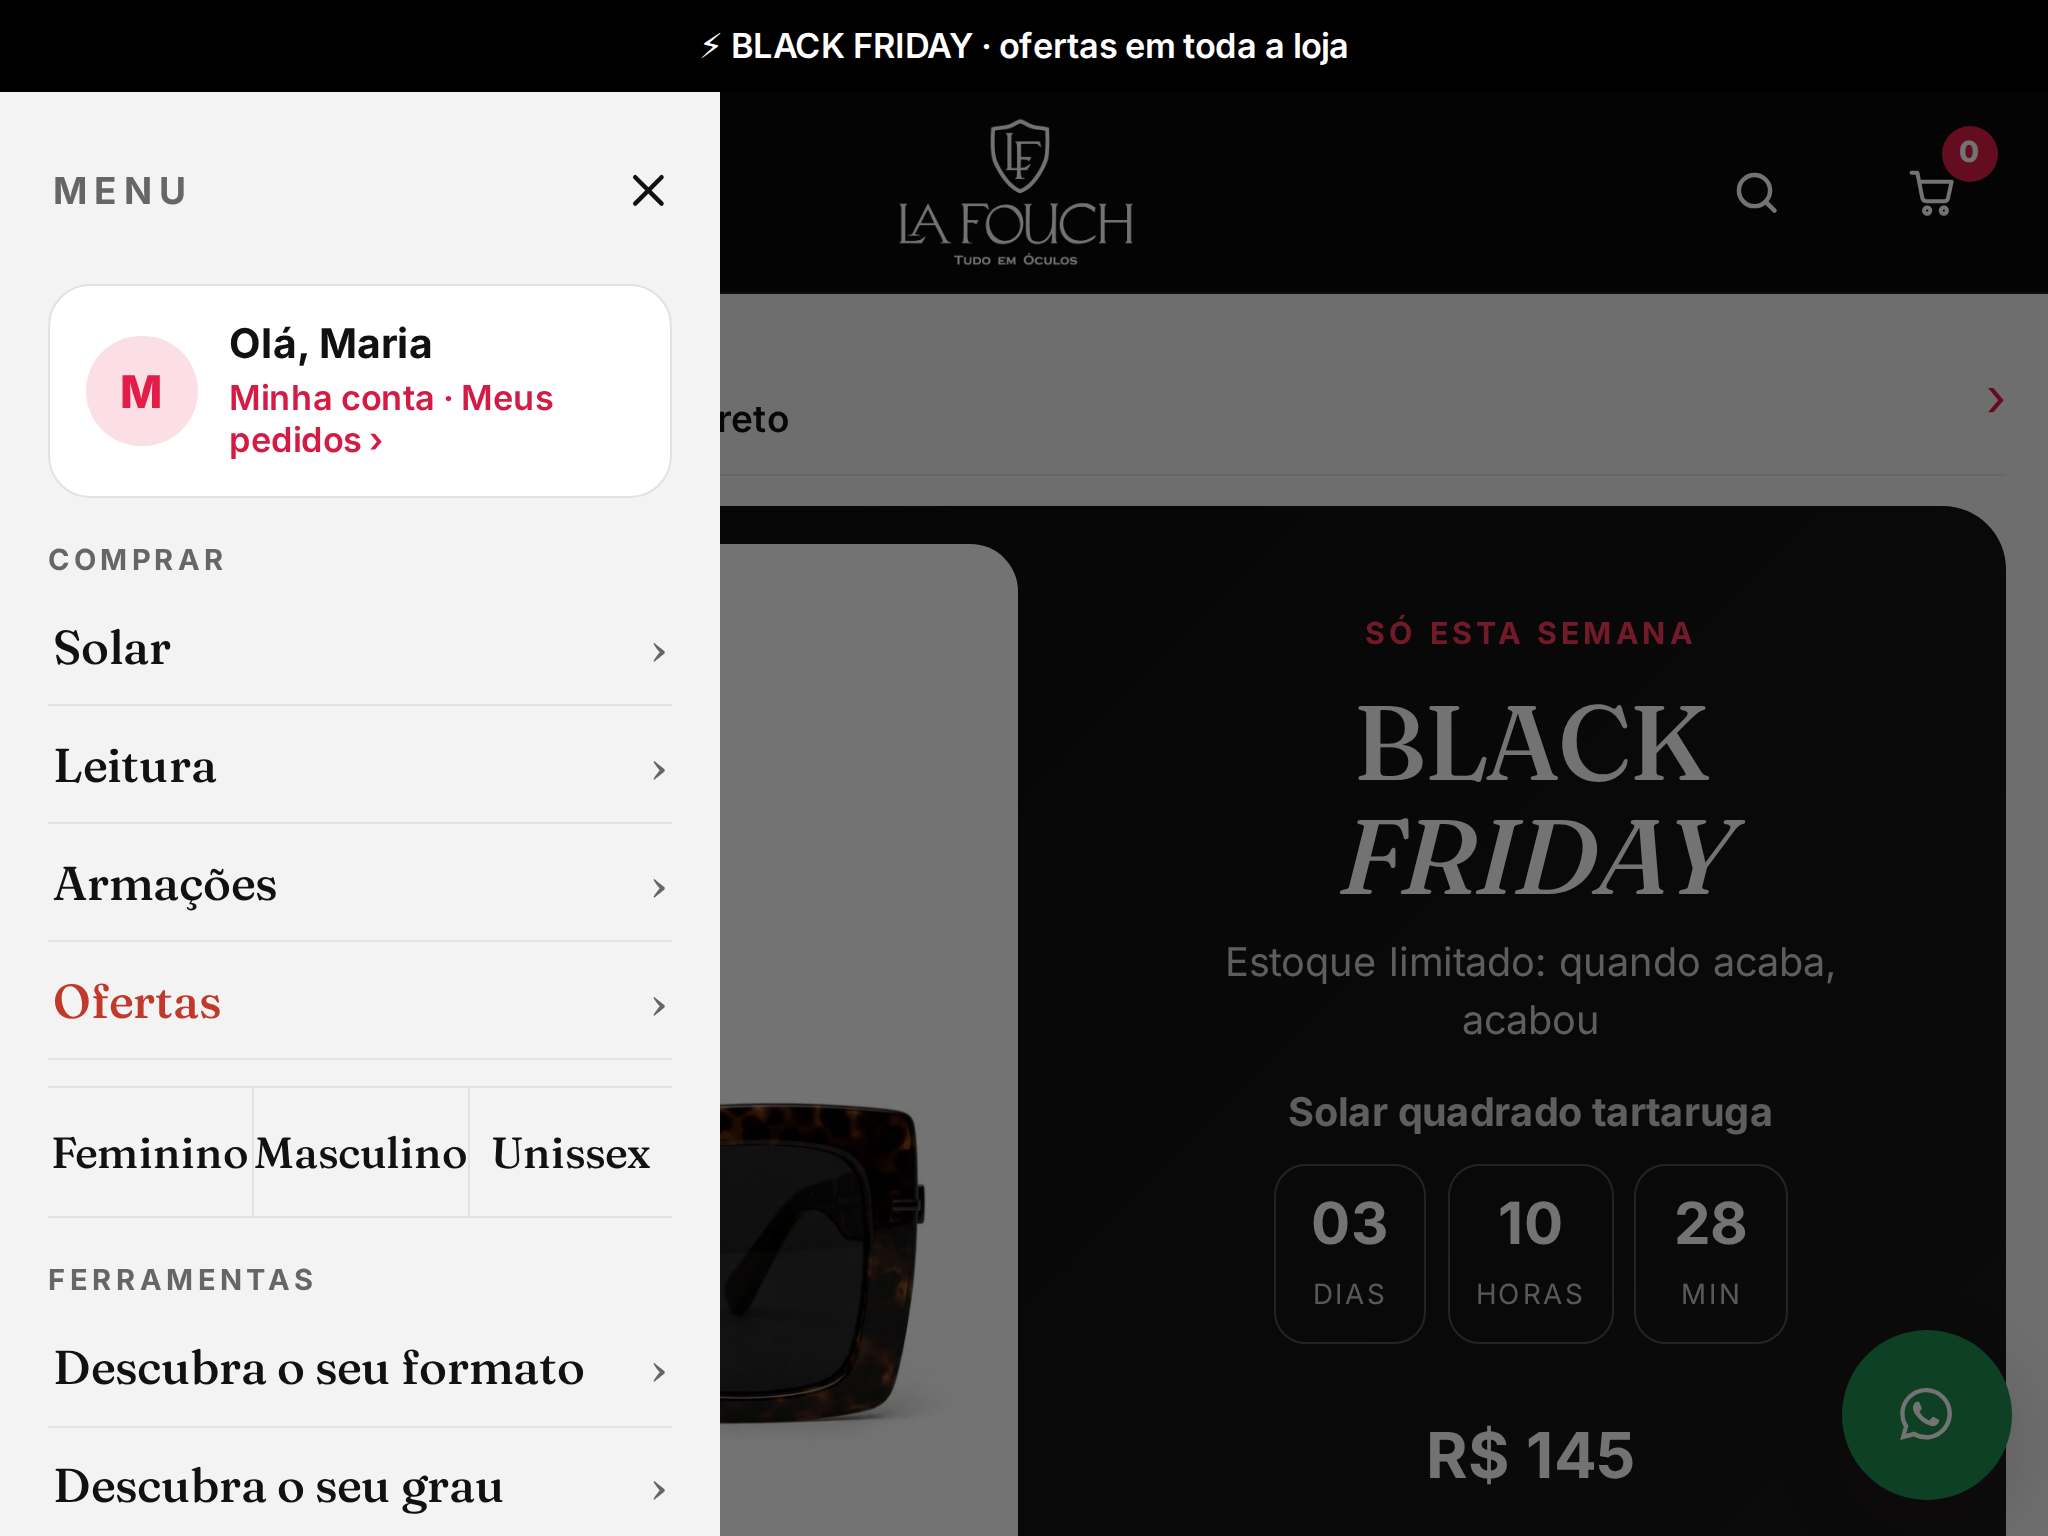 ⚡ BLACK FRIDAY · ofertas em toda a loja
MENU
Olá, Maria
M
Minha conta · Meus
pedidos ›
COMPRAR
Solar
Leitura
Armações
Ofertas
Feminino Masculino Unissex
FERRAMENTAS
Descubra o seu formato
Descubra o seu grau
LF
LA FOUCH
TUDO EM ÓCULOS
0
reto
SÓ ESTA SEMANA
BLACK
FRIDAY
Estoque limitado: quando acaba,
acabou
Solar quadrado tartaruga
03 10 28
DIAS HORAS MIN
R$ 145